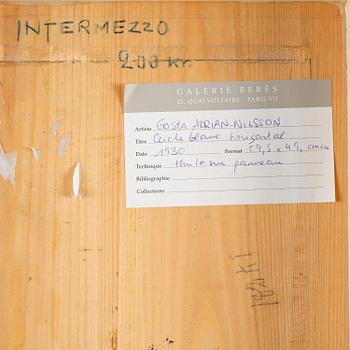 INTERMEZZO
200 Kr.
GALERIE BERÈS
25, QUAI VOLTAIRE - PARIS VII
Artiste GOSTA ADRIAN-NILSSON
Titre Cercle blanc horizontal
Date 1930 Format 59,5 x 49, cm
Technique Huile sur panneau
Bibliographie
Collections